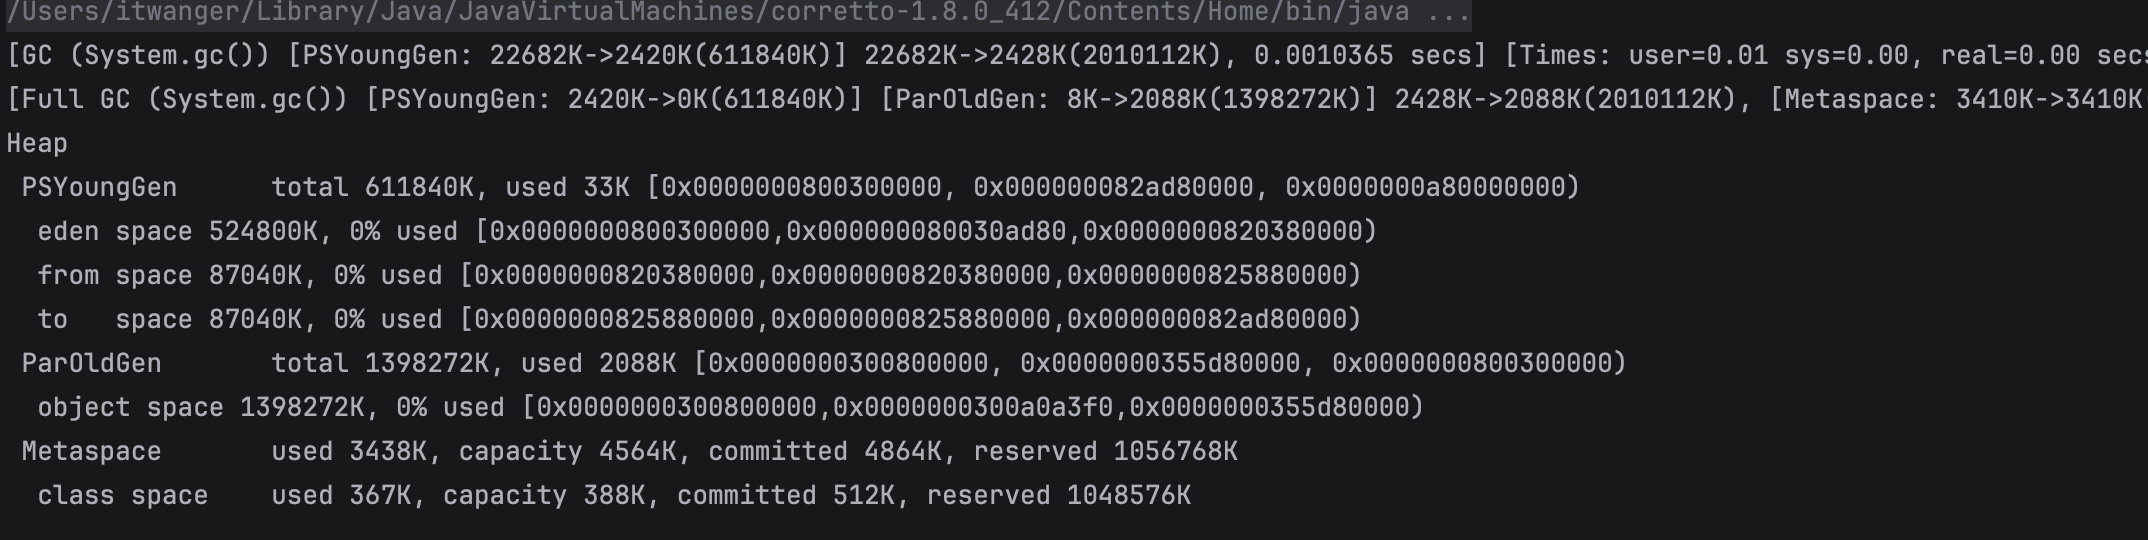 /Users/itwanger/Library/Java/JavaVirtualMachines/corretto-1.8.0_412/Contents/Home/bin/java ...
[GC (System.gc()) [PSYoungGen: 22682K->2420K(611840K)] 22682K->2428K(2010112K), 0.0010365 secs] [Times: user=0.01 sys=0.00, real=0.00 secs
[Full GC (System.gc()) [PSYoungGen: 2420K->0K(611840K)] [ParOldGen: 8K->2088K(1398272K)] 2428K->2088K(2010112K), [Metaspace: 3410K->3410K
Heap
 PSYoungGen      total 611840K, used 33K [0x0000000800300000, 0x000000082ad80000, 0x0000000a80000000)
  eden space 524800K, 0% used [0x0000000800300000,0x000000080030ad80,0x0000000820380000)
  from space 87040K, 0% used [0x0000000820380000,0x0000000820380000,0x0000000825880000)
  to   space 87040K, 0% used [0x0000000825880000,0x0000000825880000,0x000000082ad80000)
 ParOldGen       total 1398272K, used 2088K [0x0000000300800000, 0x0000000355d80000, 0x0000000800300000)
  object space 1398272K, 0% used [0x0000000300800000,0x0000000300a0a3f0,0x0000000355d80000)
 Metaspace       used 3438K, capacity 4564K, committed 4864K, reserved 1056768K
  class space    used 367K, capacity 388K, committed 512K, reserved 1048576K